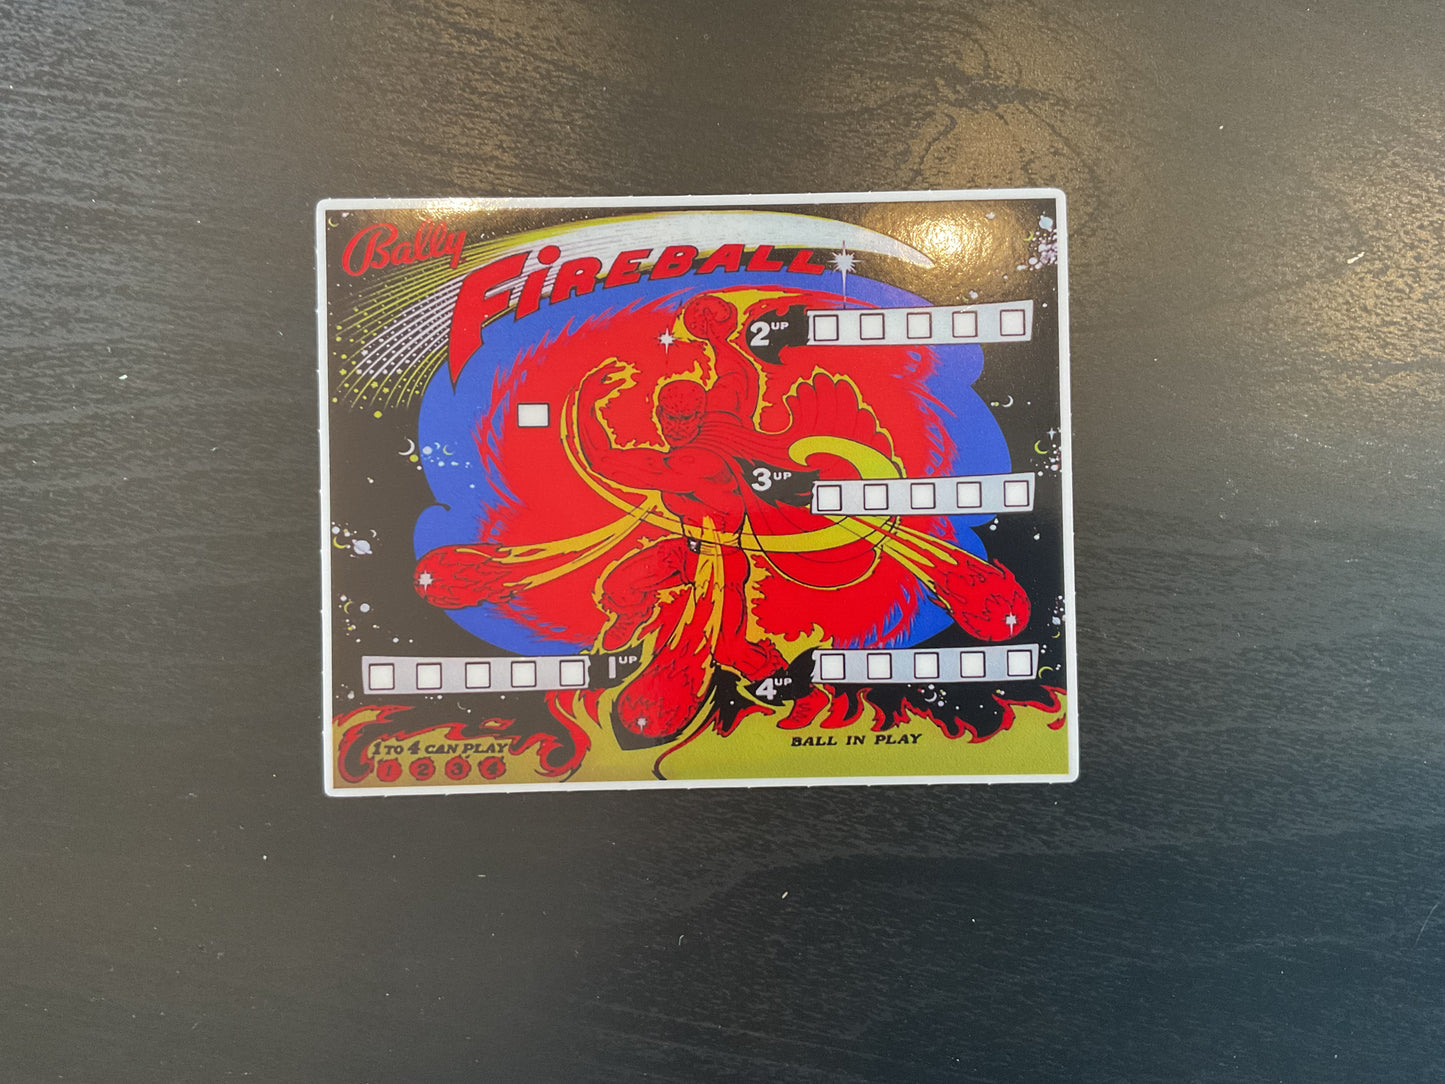 Bally
FIREBALL
2UP
3UP
1UP
4UP
1 TO 4 CAN PLAY
1 2 3 4
BALL IN PLAY